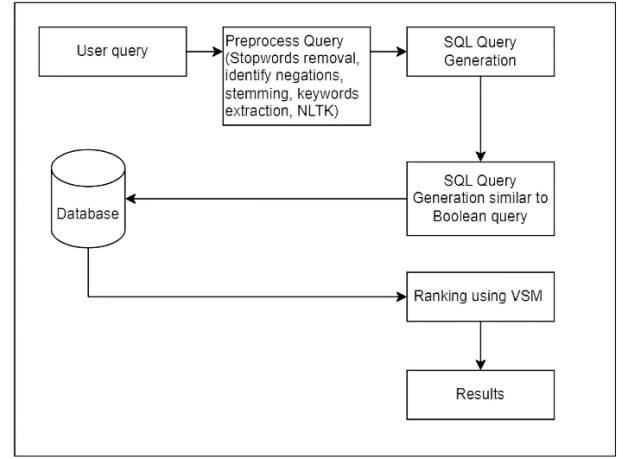 User query
Preprocess Query
(Stopwords removal,
identify negations,
stemming, keywords
extraction, NLTK)
SQL Query
Generation
SQL Query
Generation similar to
Boolean query
Database
Ranking using VSM
Results